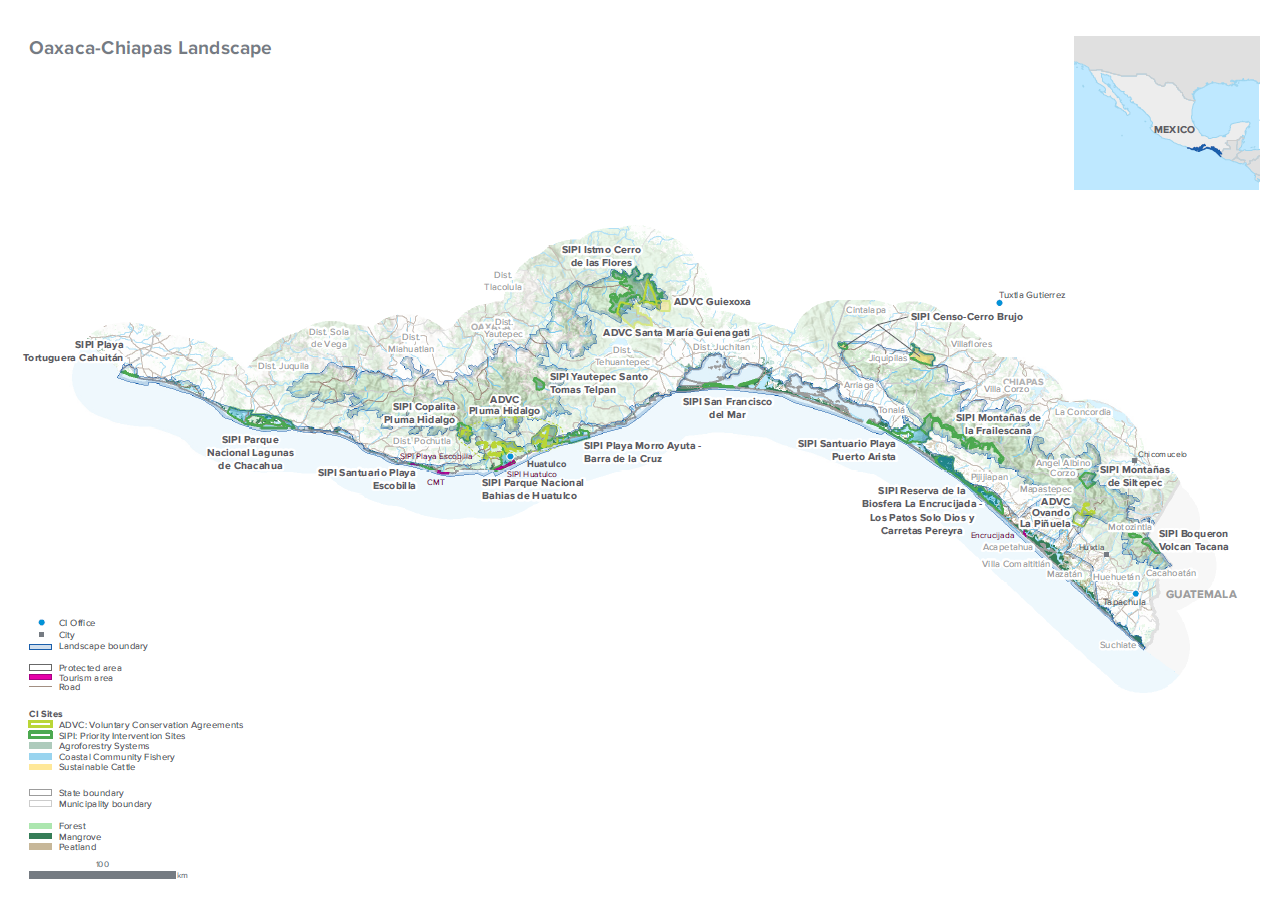 Oaxaca-Chiapas Landscape
MEXICO
SIPI Istmo Cerro
de las Flores
Dist.
Tlacolula
ADVC Guiexoxa
Tuxtla Gutierrez
Cintalapa
SIPI Censo-Cerro Brujo
OAXACA
Dist.
Yautepec
ADVC Santa María Guienagati
Dist. Sola
de Vega
Dist.
Miahuatlan
SIPI Playa
Tortuguera Cahuitán
Dist.
Tehuantepec
Dist. Juchitan
Villaflores
Jiquipilas
Dist. Juquila
SIPI Yautepec Santo
Tomas Telpan
Arriaga
CHIAPAS
Villa Corzo
ADVC
Pluma Hidalgo
SIPI Copalita
Pluma Hidalgo
SIPI San Francisco
del Mar
Tonalá
La Concordia
SIPI Montañas de
la Frailescana
SIPI Parque
Nacional Lagunas
de Chacahua
Dist. Pochutla
SIPI Playa Morro Ayuta -
Barra de la Cruz
SIPI Santuario Playa
Puerto Arista
SIPI Playa Escobilla
Chicomucelo
Huatulco
SIPI Huatulco
Angel Albino
Corzo
SIPI Montañas
de Siltepec
SIPI Santuario Playa
Escobilla
CMT
SIPI Parque Nacional
Bahias de Huatulco
Pijijiapan
Mapastepec
SIPI Reserva de la
Biosfera La Encrucijada -
Los Patos Solo Dios y
Carretas Pereyra
ADVC
Ovando
La Piñuela
Motozintla
SIPI Boqueron
Volcan Tacana
Encrucijada
Acapetahua
Huixtla
Villa Comaltitlán
Mazatán
Huehuetán
Cacahoatán
GUATEMALA
Tapachula
Suchiate
CI Office
City
Landscape boundary
Protected area
Tourism area
Road
CI Sites
ADVC: Voluntary Conservation Agreements
SIPI: Priority Intervention Sites
Agroforestry Systems
Coastal Community Fishery
Sustainable Cattle
State boundary
Municipality boundary
Forest
Mangrove
Peatland
100
km